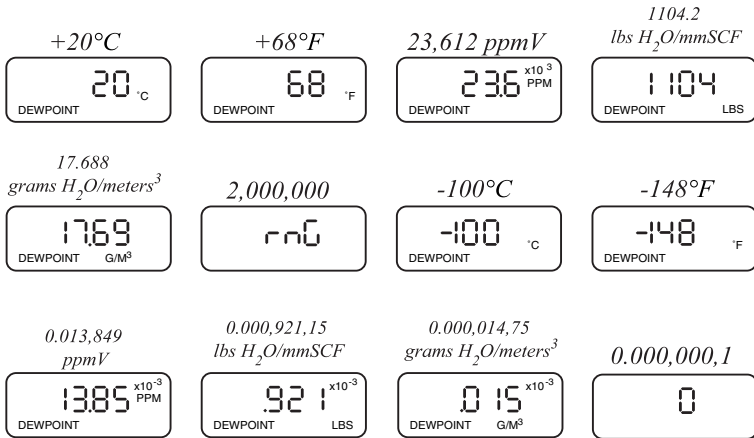 +20°C
20 °C
DEWPOINT
+68°F
68 °F
DEWPOINT
23,612 ppmV
23.6 x10 3
PPM
DEWPOINT
1104.2
lbs H2O/mmSCF
1104
DEWPOINT LBS
17.688
grams H2O/meters3
17.69
DEWPOINT G/M3
2,000,000
rnG
-100°C
-100 °C
DEWPOINT
-148°F
-148 °F
DEWPOINT
0.013,849
ppmV
13.85 x10-3
PPM
DEWPOINT
0.000,921,15
lbs H2O/mmSCF
.921 x10-3
DEWPOINT LBS
0.000,014,75
grams H2O/meters3
.015 x10-3
DEWPOINT G/M3
0.000,000,1
0